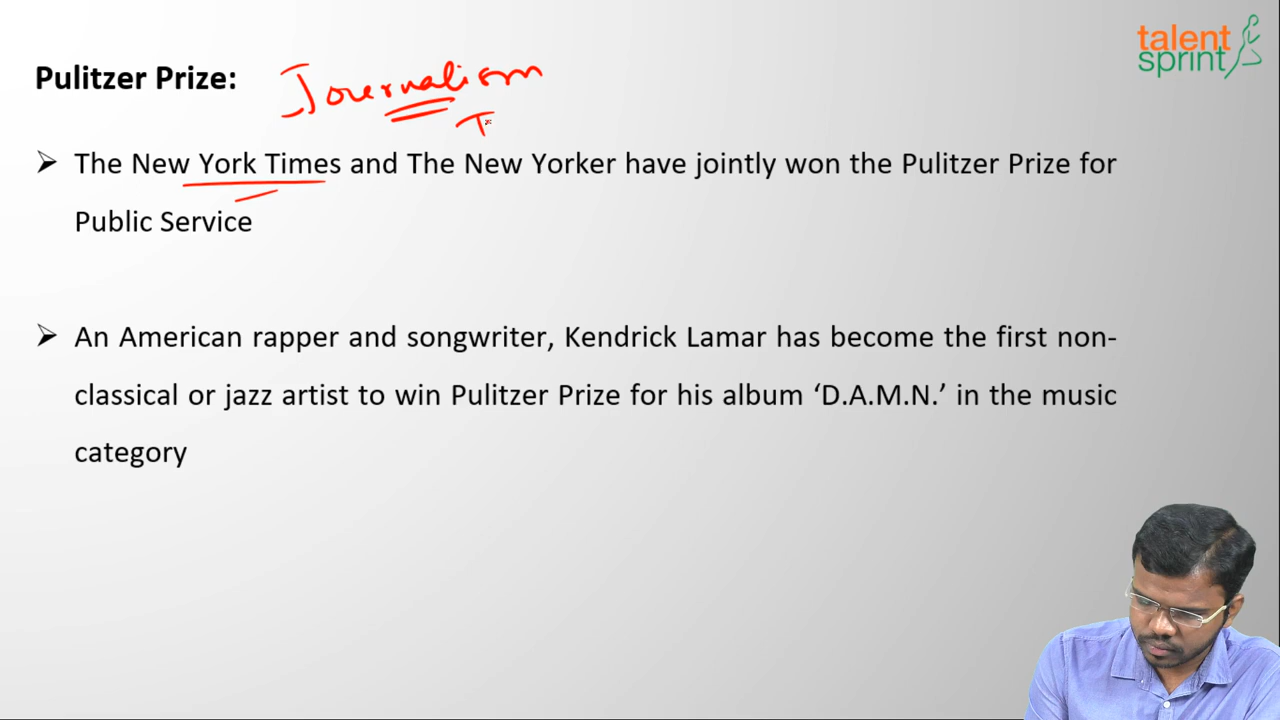 talent
sprint
Pulitzer Prize: Journalism
T
➢ The New York Times and The New Yorker have jointly won the Pulitzer Prize for
Public Service
➢ An American rapper and songwriter, Kendrick Lamar has become the first non-
classical or jazz artist to win Pulitzer Prize for his album ‘D.A.M.N.’ in the music
category